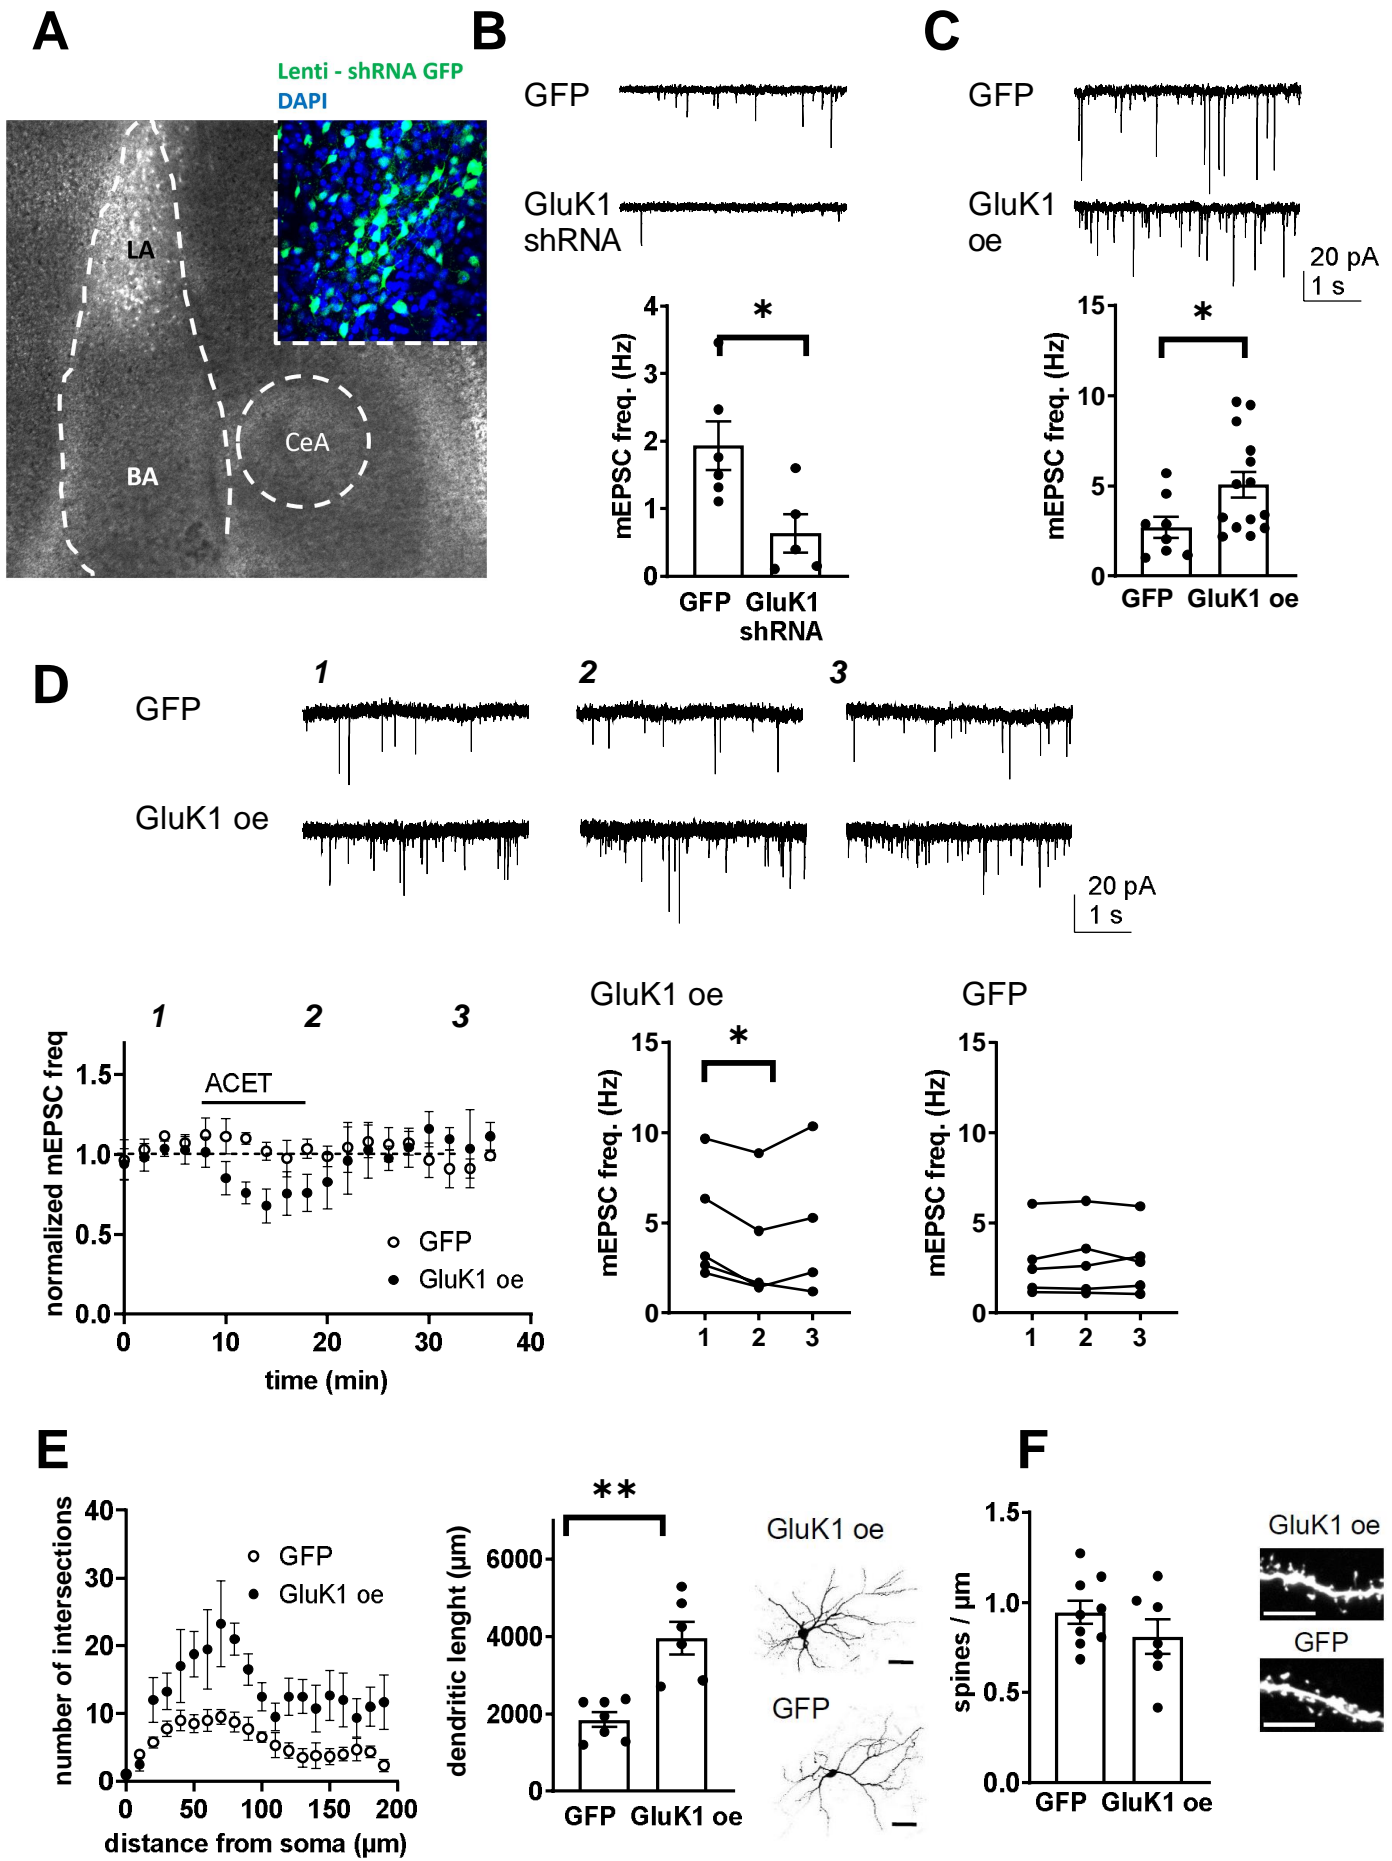 A
Lenti - shRNA GFP
DAPI
LA
BA
CeA
B
GFP
GluK1
shRNA
mEPSC freq. (Hz)
4
3
2
1
0
*
GFP
GluK1
shRNA
C
GFP
GluK1
oe
20 pA
1 s
mEPSC freq. (Hz)
15
10
5
0
*
GFP
GluK1 oe
D
1
2
3
GFP
GluK1 oe
20 pA
1 s
1
2
3
normalized mEPSC freq
1.5
1.0
0.5
0.0
ACET
GFP
GluK1 oe
0
10
20
30
40
time (min)
GluK1 oe
mEPSC freq. (Hz)
15
10
5
0
*
1
2
3
GFP
mEPSC freq. (Hz)
15
10
5
0
1
2
3
E
number of intersections
40
30
20
10
0
GFP
GluK1 oe
0
50
100
150
200
distance from soma (µm)
dendritic lenght (µm)
6000
4000
2000
0
**
GFP
GluK1 oe
GluK1 oe
GFP
F
spines / µm
1.5
1.0
0.5
0.0
GFP
GluK1 oe
GluK1 oe
GFP